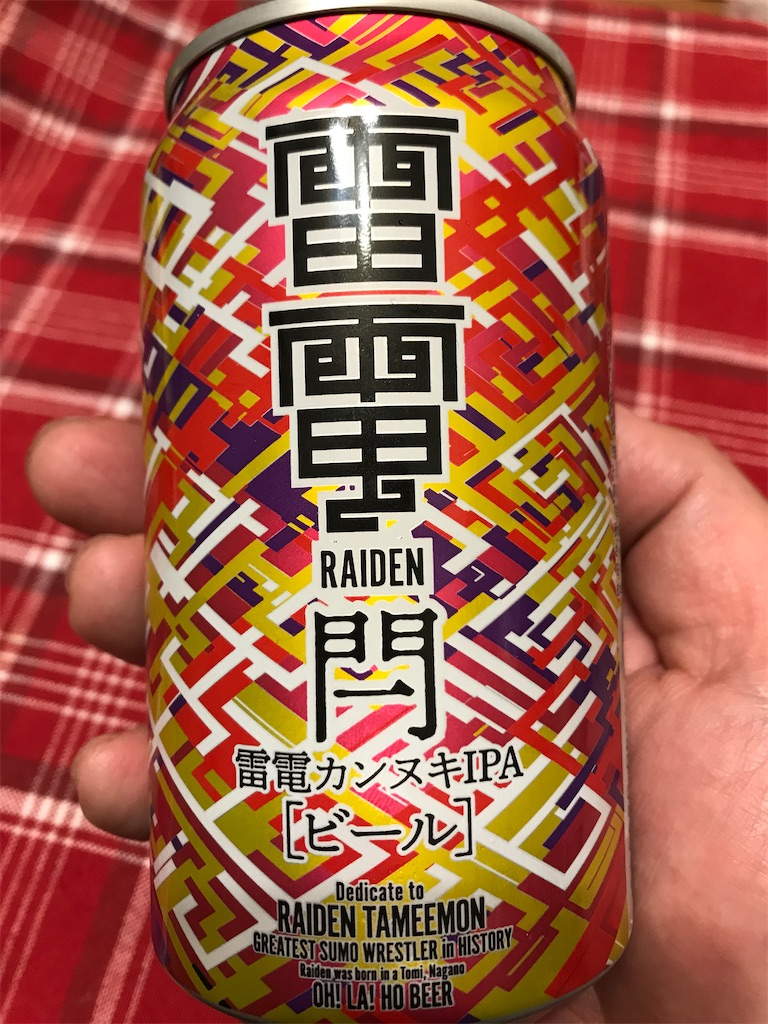 雷
電
RAIDEN
閂
雷電カンヌキIPA
[ビール]
Dedicate to
RAIDEN TAMEEMON
GREATEST SUMO WRESTLER in HISTORY
Raiden was born in a Tomi, Nagano
OH! LA! HO BEER